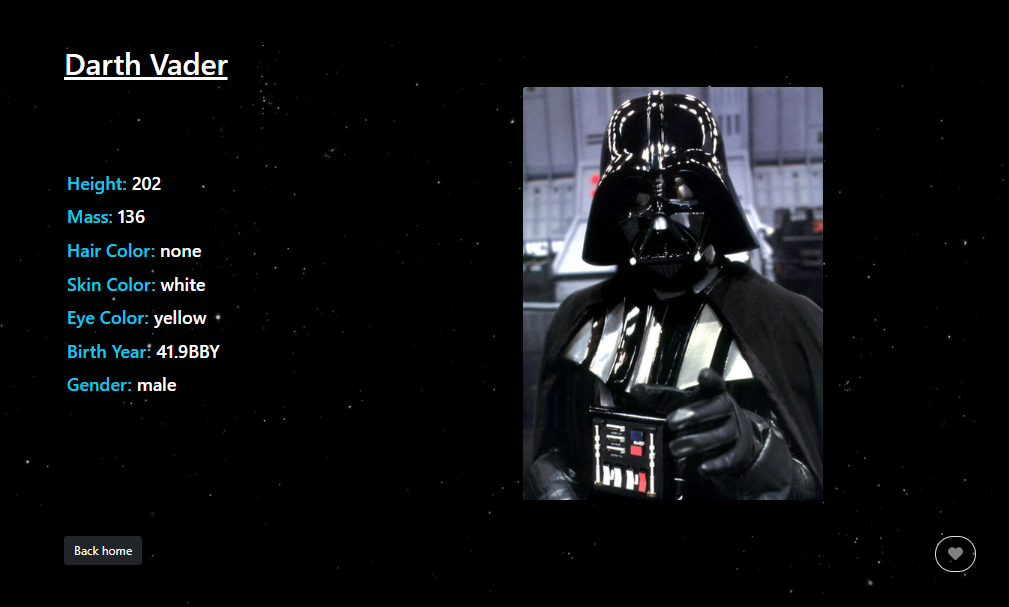 Darth Vader
Height: 202
Mass: 136
Hair Color: none
Skin Color: white
Eye Color: yellow
Birth Year: 41.9BBY
Gender: male
Back home